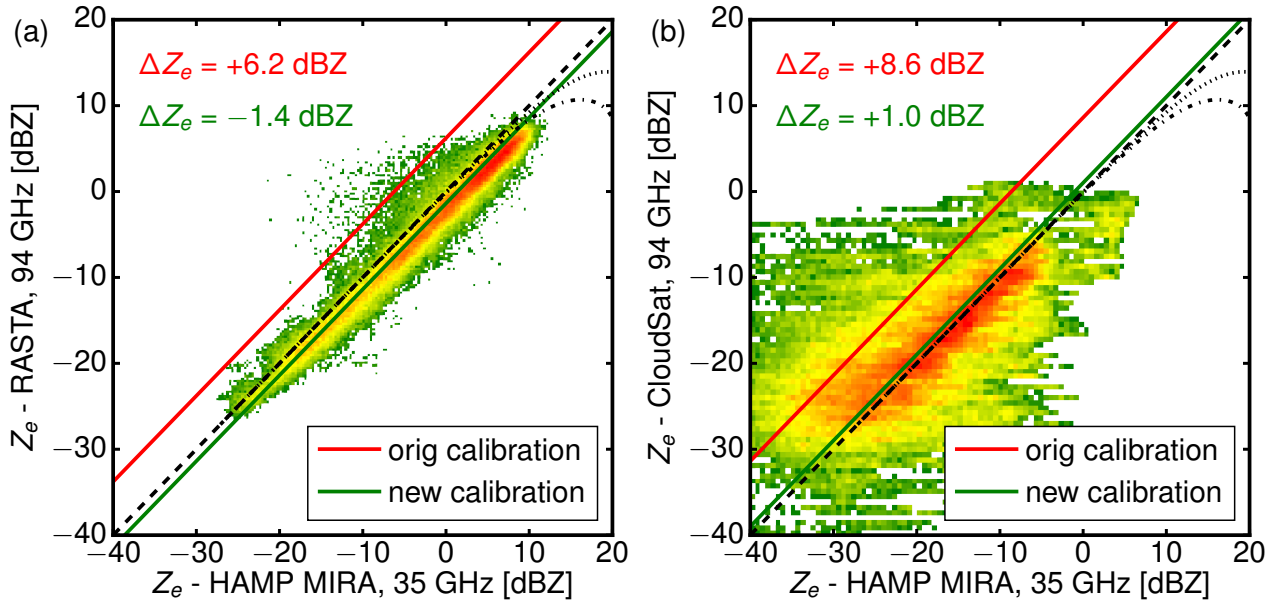 (a)
ΔZe = +6.2 dBZ
ΔZe = −1.4 dBZ
Ze - RASTA, 94 GHz [dBZ]
20
10
0
−10
−20
−30
−40
orig calibration
new calibration
−40 −30 −20 −10 0 10 20
Ze - HAMP MIRA, 35 GHz [dBZ]
(b)
ΔZe = +8.6 dBZ
ΔZe = +1.0 dBZ
Ze - CloudSat, 94 GHz [dBZ]
20
10
0
−10
−20
−30
−40
orig calibration
new calibration
−40 −30 −20 −10 0 10 20
Ze - HAMP MIRA, 35 GHz [dBZ]